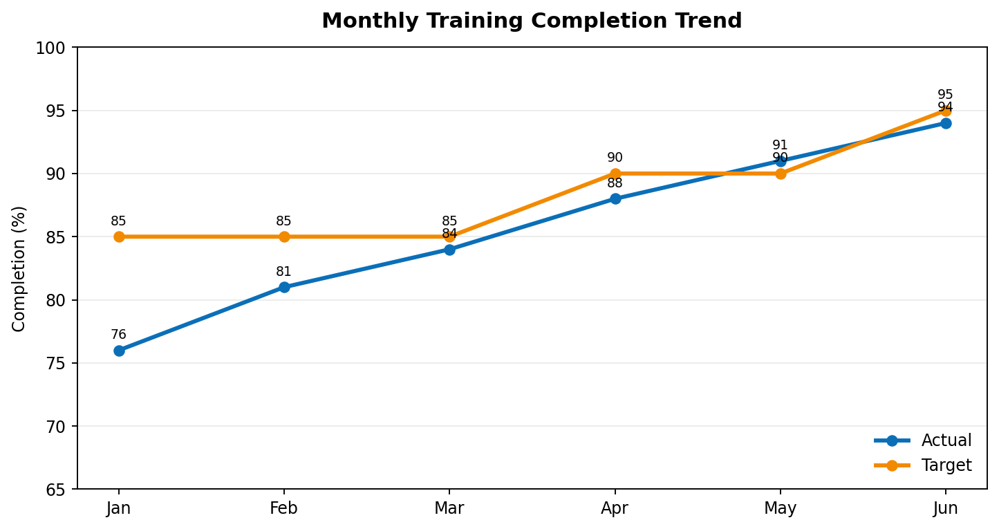 Monthly Training Completion Trend
100
95
90
85
80
75
70
65
Completion (%)
85
85
85
90
91
95
76
81
84
88
90
94
Actual
Target
Jan
Feb
Mar
Apr
May
Jun